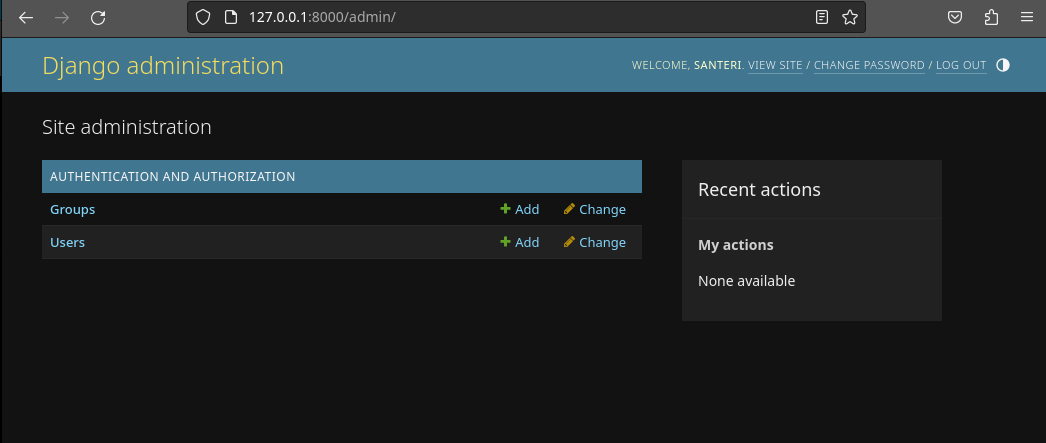 127.0.0.1:8000/admin/
Django administration
WELCOME, SANTERI. VIEW SITE / CHANGE PASSWORD / LOG OUT
Site administration
AUTHENTICATION AND AUTHORIZATION
Groups Add Change
Users Add Change
Recent actions
My actions
None available